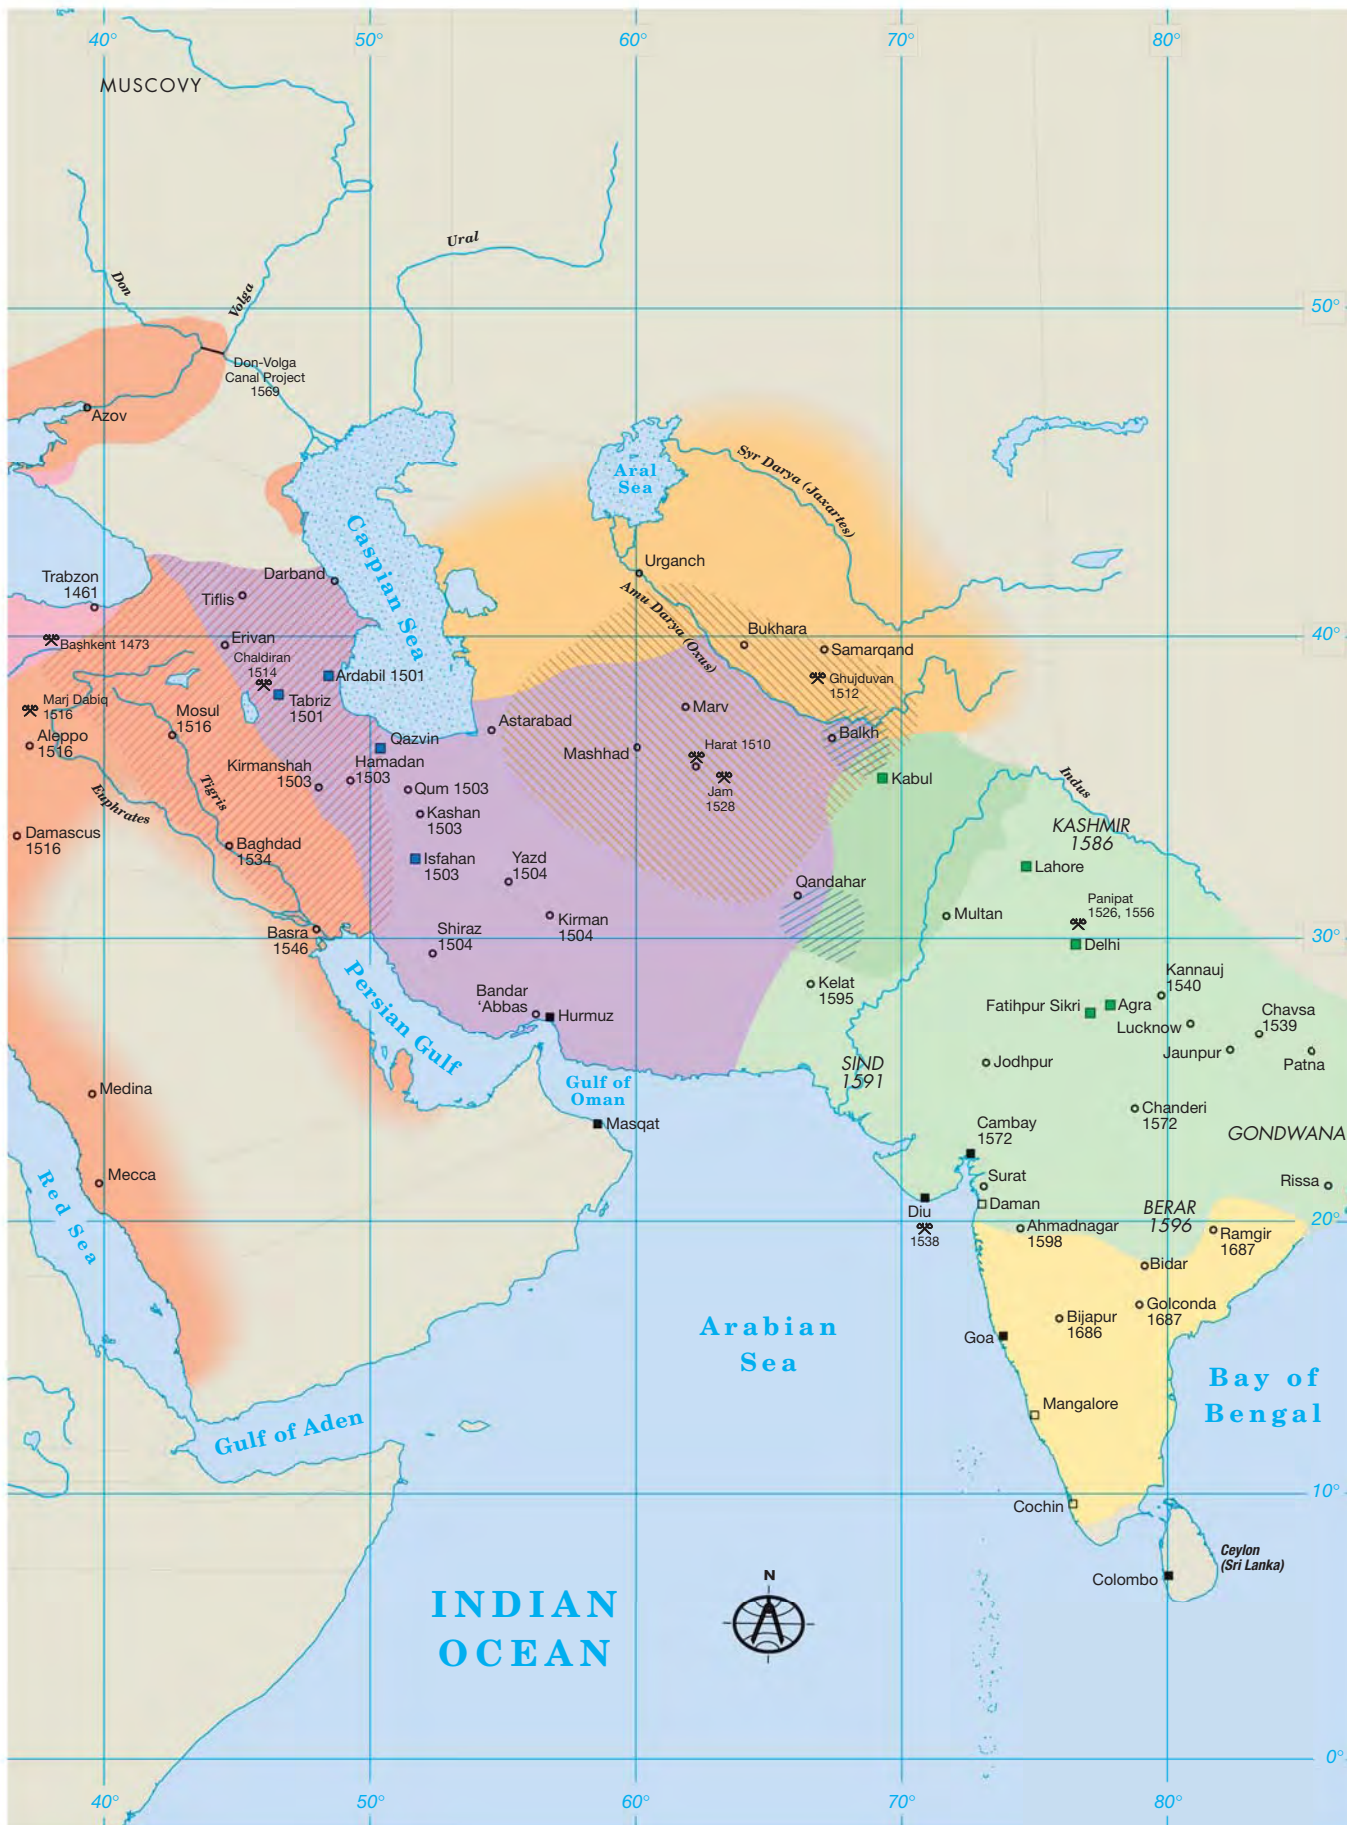 40°
50°
60°
70°
80°
MUSCOVY
Ural
Don
Volga
50°
Don-Volga
Canal Project
1569
Azov
Aral
Sea
Syr Darya (Jaxartes)
Caspian Sea
Urganch
Trabzon
1461
Darband
Tiflis
Amu Darya (Oxus)
Bukhara
40°
Başhkent 1473
Erivan
Samarqand
Chaldiran
1514
Ardabil 1501
Ghujduvan
1512
Marj Dabiq
1516
Tabriz
1501
Mosul
1516
Marv
Astarabad
Aleppo
1516
Qazvin
Mashhad
Harat 1510
Balkh
Kirmanshah
1503
Hamadan
1503
Jam
1528
Kabul
Indus
Tigris
Euphrates
Qum 1503
Kashan
1503
Damascus
1516
Baghdad
1534
KASHMIR
1586
Isfahan
1503
Yazd
1504
Lahore
Qandahar
Panipat
1526, 1556
Multan
Kirman
1504
Basra
1546
Shiraz
1504
30°
Delhi
Persian Gulf
Kelat
1595
Kannauj
1540
Bandar
‘Abbas
Hurmuz
Fatihpur Sikri
Agra
Chavsa
1539
Lucknow
Jaunpur
Patna
SIND
1591
Jodhpur
Medina
Gulf of
Oman
Masqat
Chanderi
1572
Cambay
1572
GONDWANA
Mecca
Red Sea
Surat
Rissa
Daman
Diu
1538
BERAR
1596
20°
Ahmadnagar
1598
Ramgir
1687
Bidar
Golconda
1687
Bijapur
1686
Arabian
Sea
Goa
Bay of
Bengal
Mangalore
Gulf of Aden
10°
Cochin
Ceylon
(Sri Lanka)
Colombo
N
INDIAN
OCEAN
0°
40°
50°
60°
70°
80°